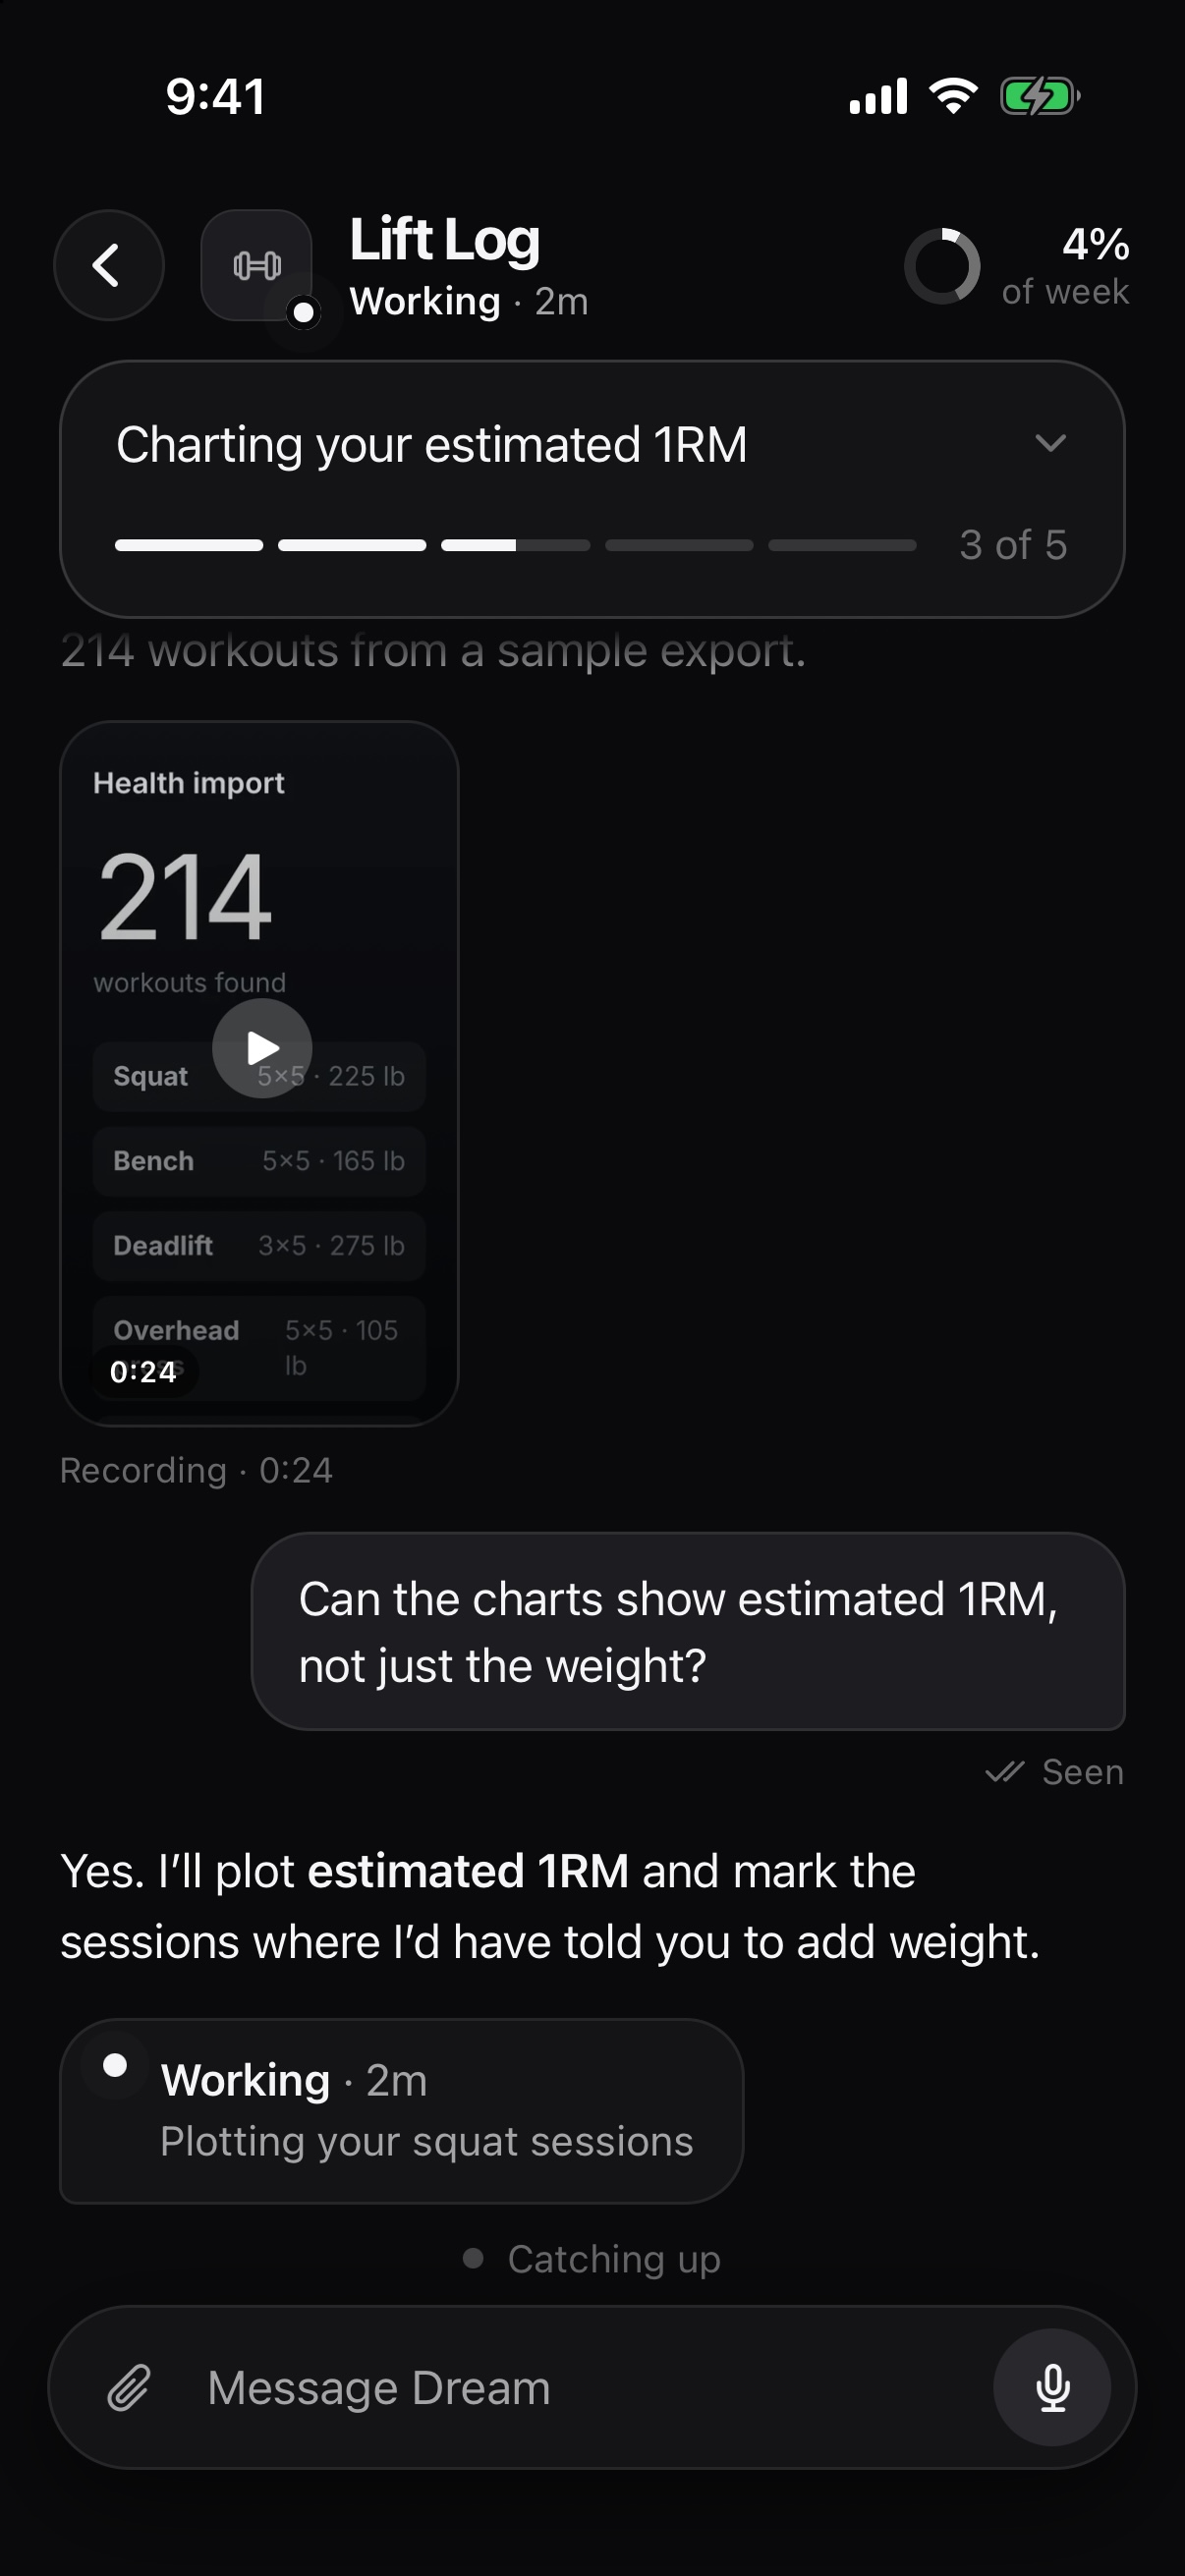 9:41
Lift Log
Working · 2m
4%
of week
Charting your estimated 1RM
3 of 5
214 workouts from a sample export.
Health import
214
workouts found
Squat 5×5 · 225 lb
Bench 5×5 · 165 lb
Deadlift 3×5 · 275 lb
Overhead 5×5 · 105
lb
0:24
Recording · 0:24
Can the charts show estimated 1RM,
not just the weight?
Seen
Yes. I’ll plot estimated 1RM and mark the
sessions where I’d have told you to add weight.
Working · 2m
Plotting your squat sessions
Catching up
Message Dream